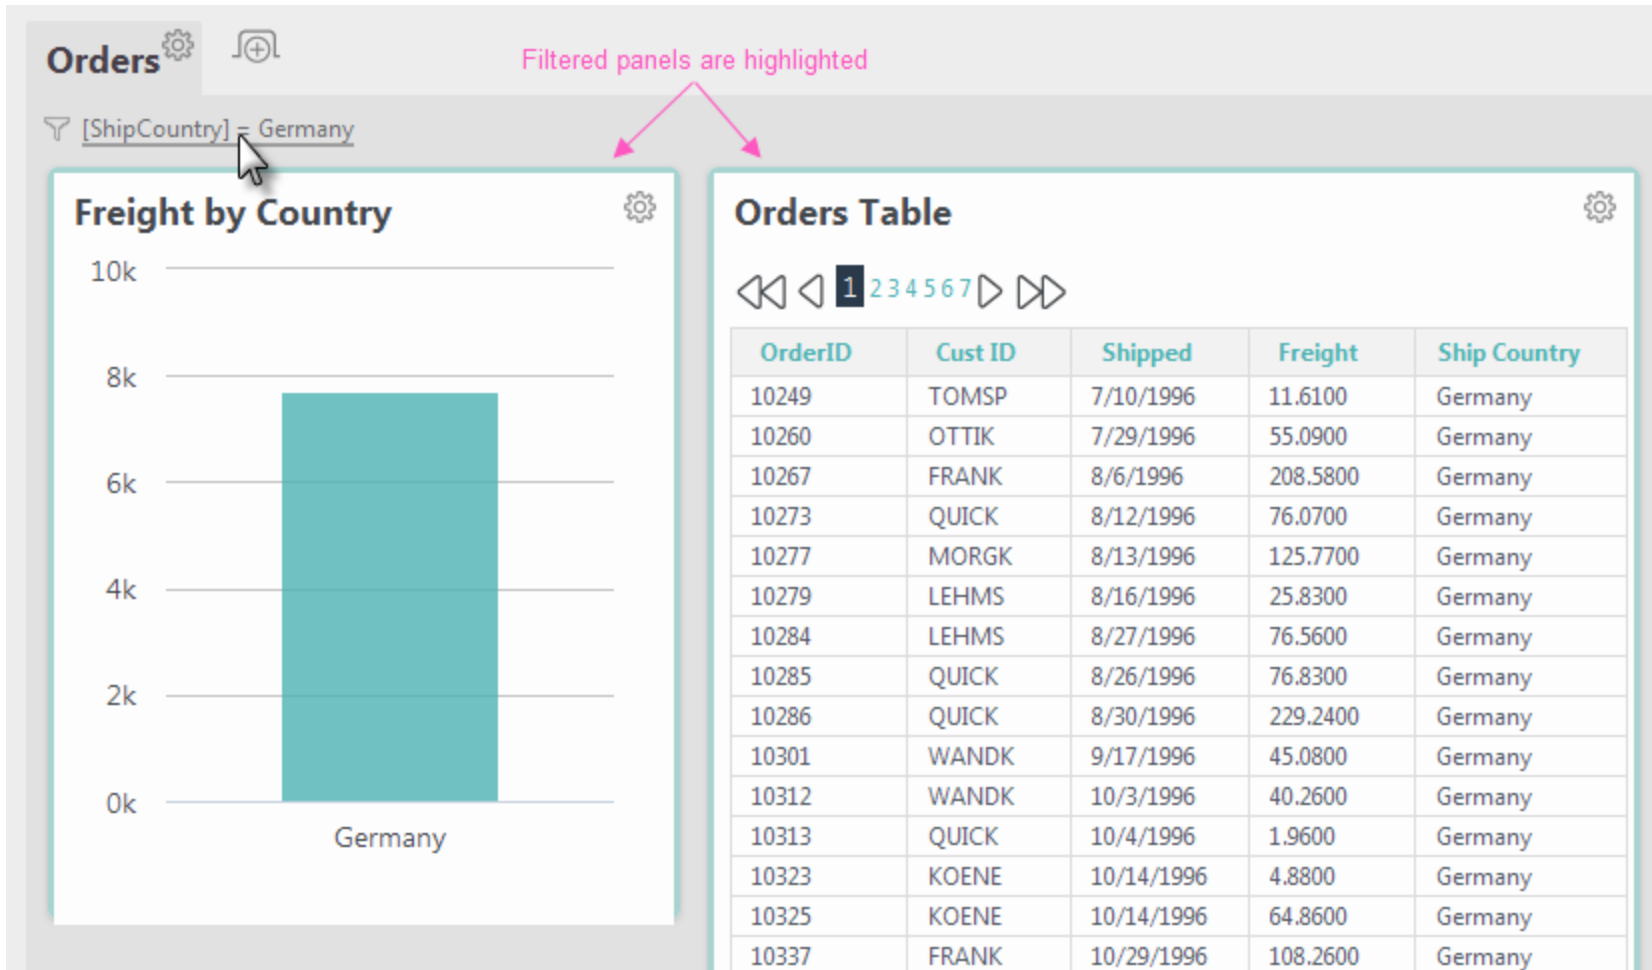 Orders
Filtered panels are highlighted
[ShipCountry] = Germany
Freight by Country
10k
8k
6k
4k
2k
0k
Germany
Orders Table
1 2 3 4 5 6 7
OrderID Cust ID Shipped Freight Ship Country
10249 TOMSP 7/10/1996 11.6100 Germany
10260 OTTIK 7/29/1996 55.0900 Germany
10267 FRANK 8/6/1996 208.5800 Germany
10273 QUICK 8/12/1996 76.0700 Germany
10277 MORGK 8/13/1996 125.7700 Germany
10279 LEHMS 8/16/1996 25.8300 Germany
10284 LEHMS 8/27/1996 76.5600 Germany
10285 QUICK 8/26/1996 76.8300 Germany
10286 QUICK 8/30/1996 229.2400 Germany
10301 WANDK 9/17/1996 45.0800 Germany
10312 WANDK 10/3/1996 40.2600 Germany
10313 QUICK 10/4/1996 1.9600 Germany
10323 KOENE 10/14/1996 4.8800 Germany
10325 KOENE 10/14/1996 64.8600 Germany
10337 FRANK 10/29/1996 108.2600 Germany